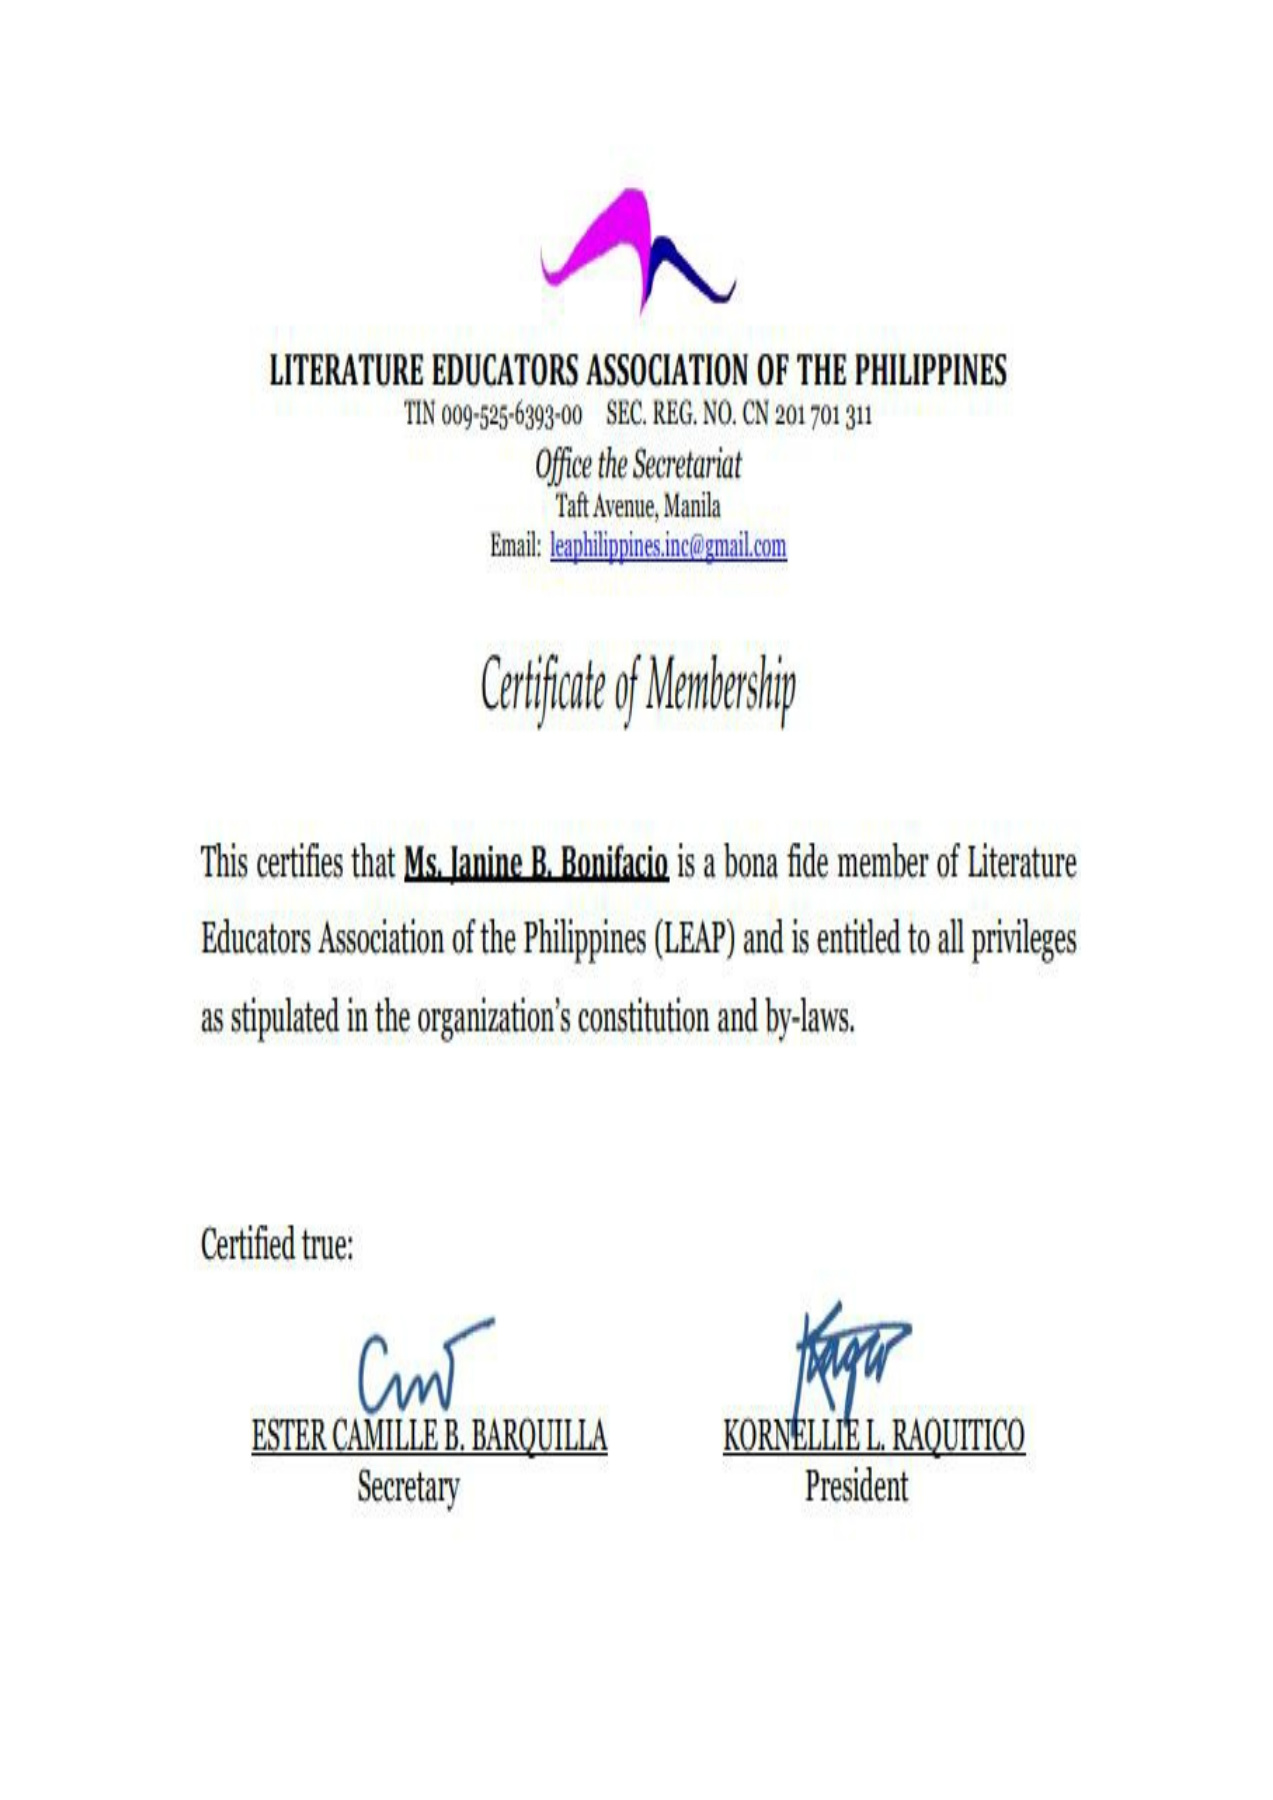 LITERATURE EDUCATORS ASSOCIATION OF THE PHILIPPINES
TIN 009-525-6393-00 SEC. REG. NO. CN 201 701 311
Office the Secretariat
Taft Avenue, Manila
Email: leaphilippines.inc@gmail.com
Certificate of Membership
This certifies that Ms. Janine B. Bonifacio is a bona fide member of Literature
Educators Association of the Philippines (LEAP) and is entitled to all privileges
as stipulated in the organization's constitution and by-laws.
Certified true:
ESTER CAMILLE B. BARQUILLA KORNELLIE L. RAQUITICO
Secretary President